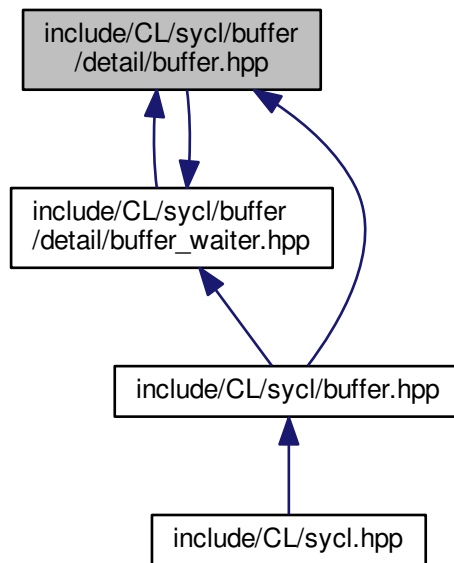 include/CL/sycl/buffer
/detail/buffer.hpp
include/CL/sycl/buffer
/detail/buffer_waiter.hpp
include/CL/sycl/buffer.hpp
include/CL/sycl.hpp